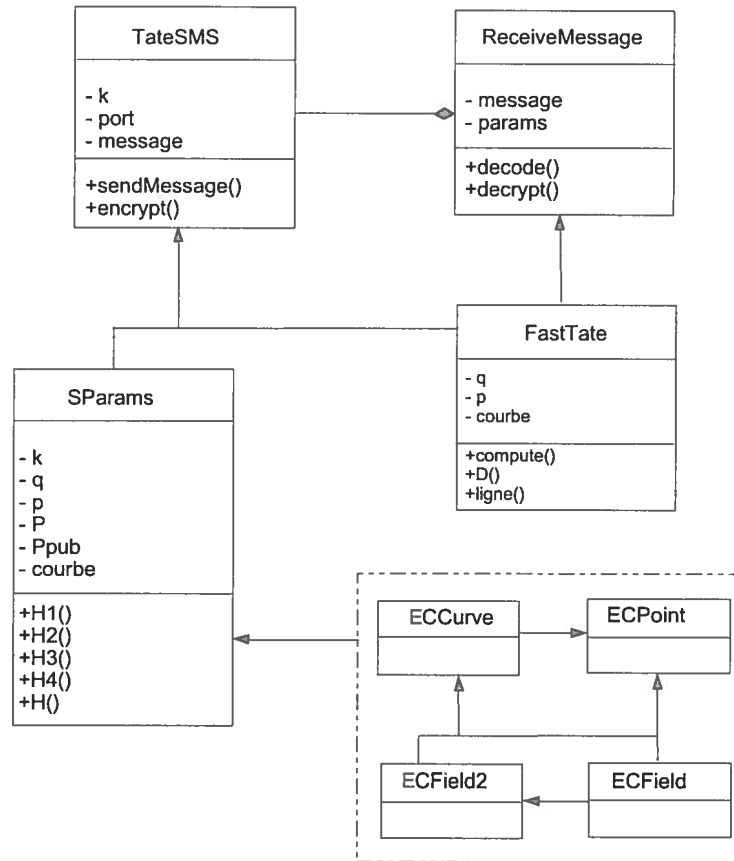 TateSMS
- k
- port
- message
+sendMessage()
+encrypt()
ReceiveMessage
- message
- params
+decode()
+decrypt()
FastTate
- q
- p
- courbe
+compute()
+D()
+ligne()
SParams
- k
- q
- p
- P
- Ppub
- courbe
+H1()
+H2()
+H3()
+H4()
+H()
ECCurve
ECPoint
ECField2
ECField